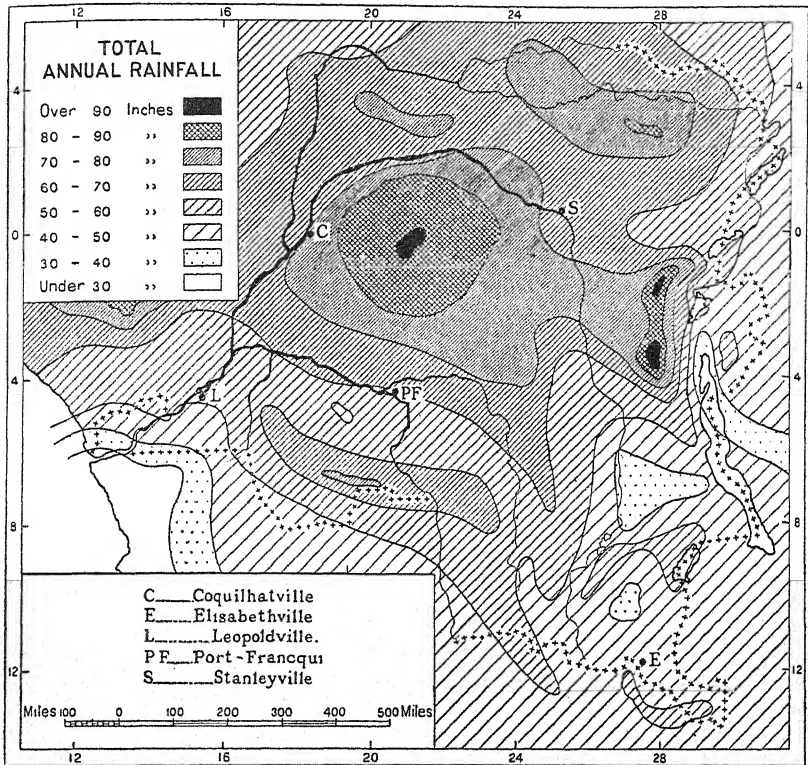 12 16 20 24 28
TOTAL
ANNUAL RAINFALL
Over 90 Inches
80 - 90 ,,
70 - 80 ,,
60 - 70 ,,
50 - 60 ,,
40 - 50 ,,
30 - 40 ,,
Under 30 ,,
4 4
S
0 C 0
4 L PF 4
8 8
C Coquilhatville
E Elisabethville
L Leopoldville.
PF Port-Francqui
S Stanleyville
12 E 12
Miles 100 0 100 200 300 400 500 Miles
12 16 20 24 28